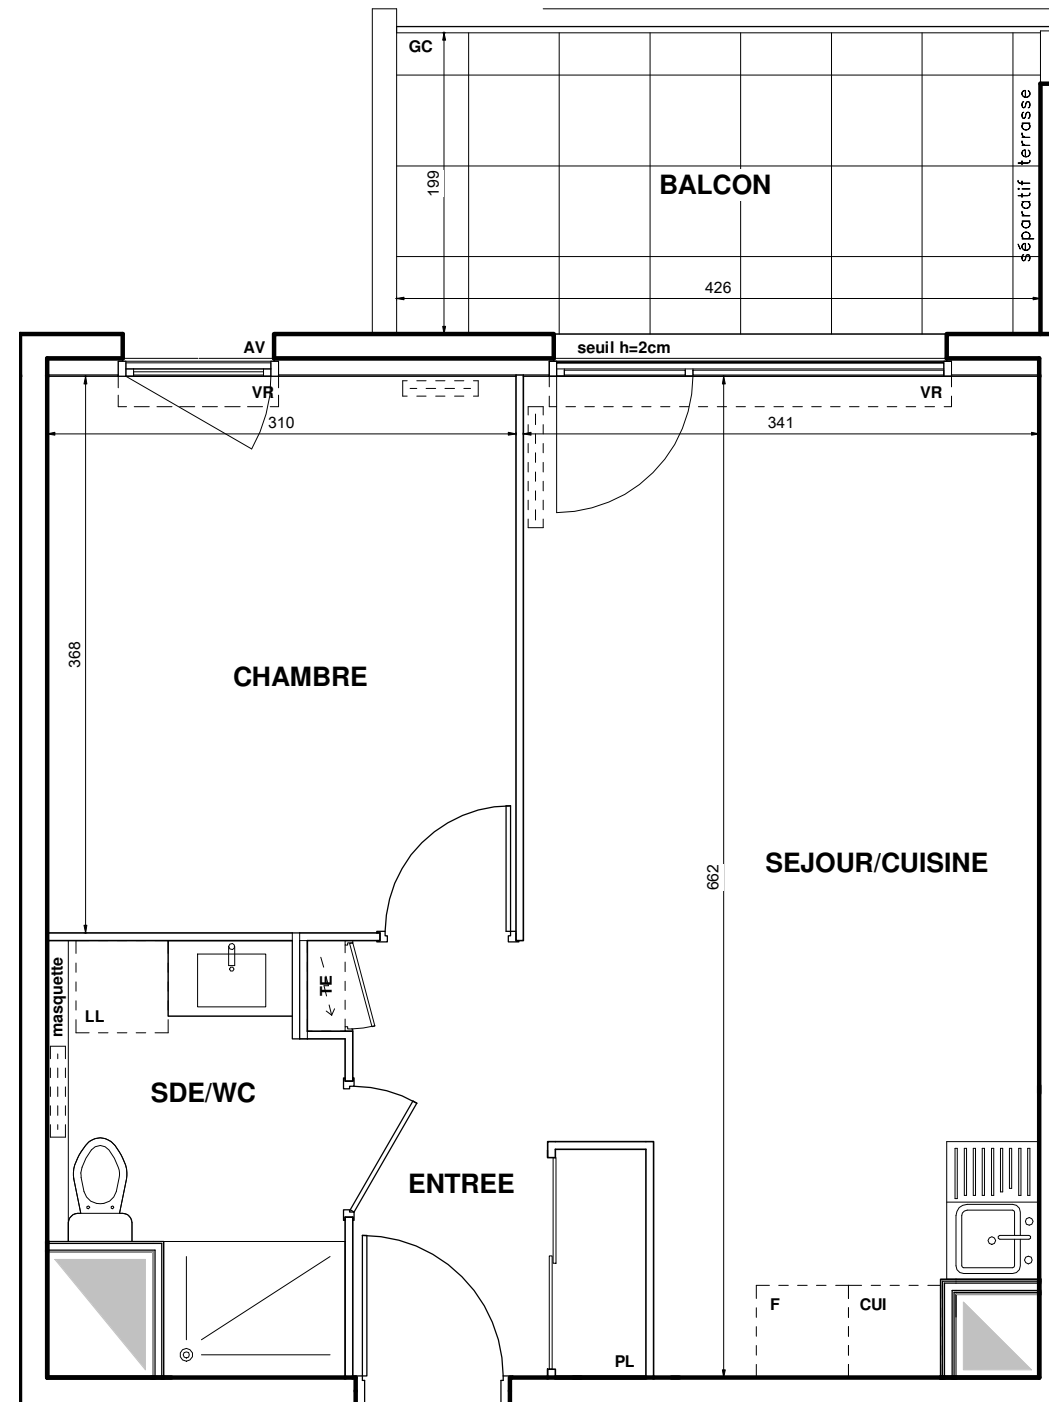 GC
séparatif terrasse
199
BALCON
426
AV
seuil h=2cm
VR
VR
310
341
368
CHAMBRE
662
SEJOUR/CUISINE
masquette
LL
TE
SDE/WC
ENTREE
F
CUI
PL